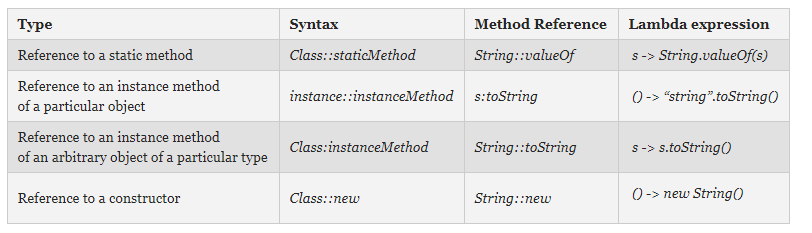 Type Syntax Method Reference Lambda expression
Reference to a static method Class::staticMethod String::valueOf s -> String.valueOf(s)
Reference to an instance method
of a particular object instance::instanceMethod s:toString () -> “string”.toString()
Reference to an instance method
of an arbitrary object of a particular type Class:instanceMethod String::toString s -> s.toString()
Reference to a constructor Class::new String::new () -> new String()